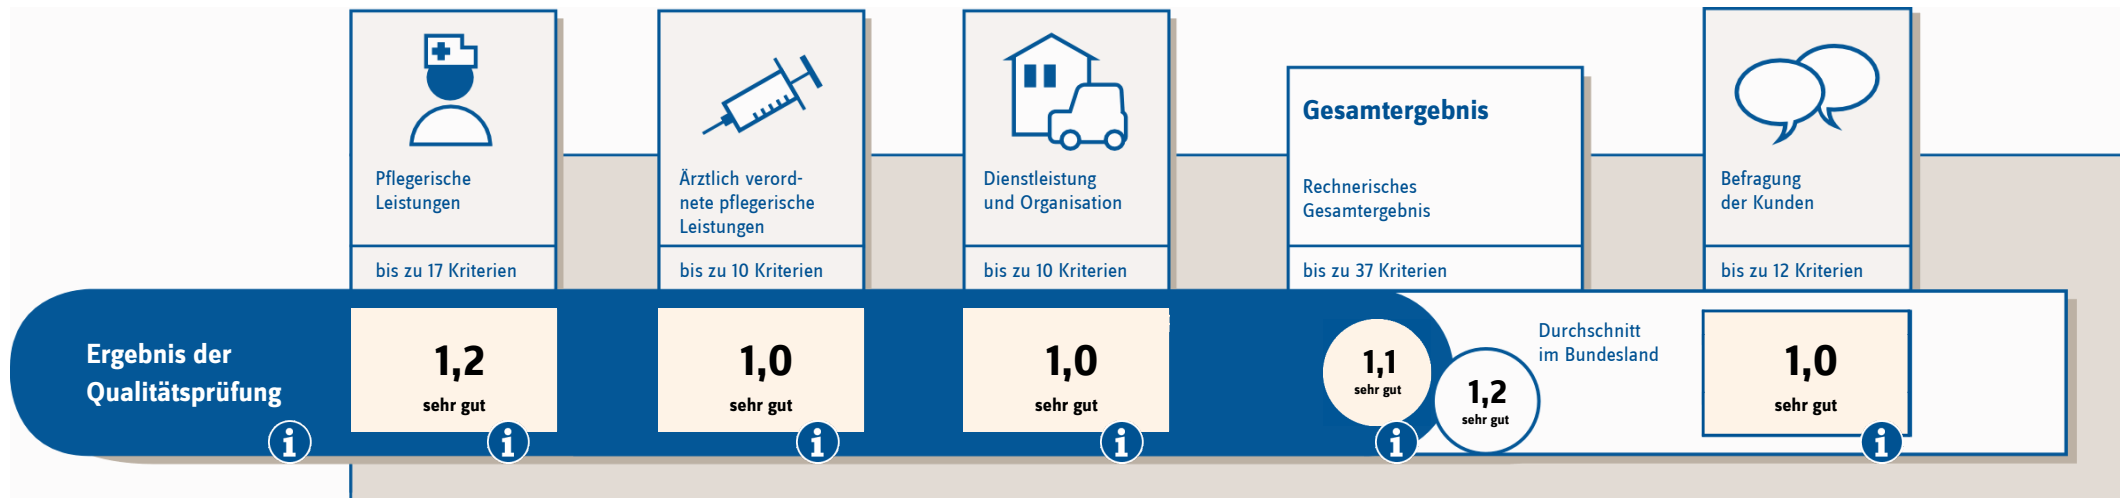 Pflegerische
Leistungen
bis zu 17 Kriterien
Ärztlich verord-
nete pflegerische
Leistungen
bis zu 10 Kriterien
Dienstleistung
und Organisation
bis zu 10 Kriterien
Gesamtergebnis
Rechnerisches
Gesamtergebnis
bis zu 37 Kriterien
Befragung
der Kunden
bis zu 12 Kriterien
Ergebnis der
Qualitätsprüfung
i
1,2
sehr gut
i
1,0
sehr gut
i
1,0
sehr gut
i
1,1
sehr gut
i
1,2
sehr gut
Durchschnitt
im Bundesland
1,0
sehr gut
i